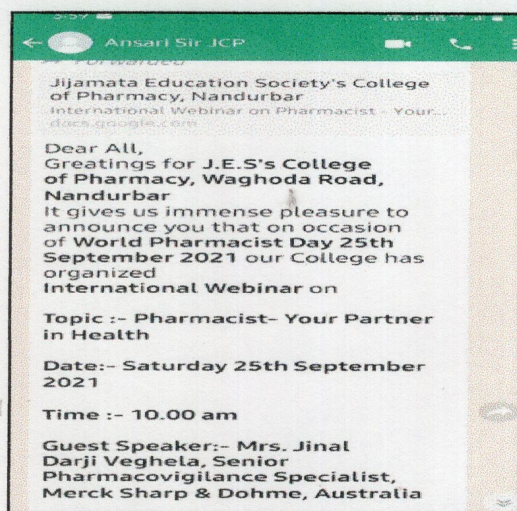 5:59
Ansari Sir JCP
Forwarded
Jijamata Education Society's College
of Pharmacy, Nandurbar
International Webinar on Pharmacist - Your...
docs.google.com
Dear All,
Greatings for J.E.S's College
of Pharmacy, Waghoda Road,
Nandurbar
It gives us immense pleasure to
announce you that on occasion
of World Pharmacist Day 25th
September 2021 our College has
organized
International Webinar on
Topic :- Pharmacist– Your Partner
in Health
Date:- Saturday 25th September
2021
Time :- 10.00 am
Guest Speaker:- Mrs. Jinal
Darji Veghela, Senior
Pharmacovigilance Specialist,
Merck Sharp & Dohme, Australia